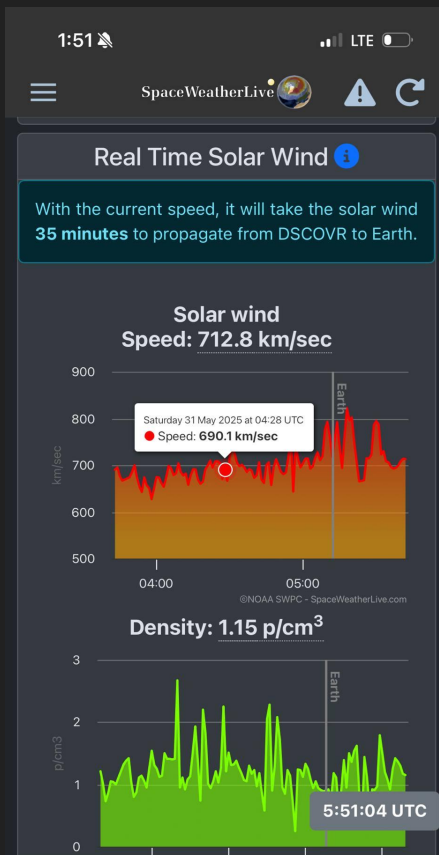 1:51
LTE
SpaceWeatherLive
Real Time Solar Wind
With the current speed, it will take the solar wind
35 minutes to propagate from DSCOVR to Earth.
Solar wind
Speed: 712.8 km/sec
900
800
700
600
500
km/sec
Earth
Saturday 31 May 2025 at 04:28 UTC
Speed: 690.1 km/sec
04:00
05:00
©NOAA SWPC - SpaceWeatherLive.com
Density: 1.15 p/cm³
3
2
1
0
p/cm3
Earth
5:51:04 UTC